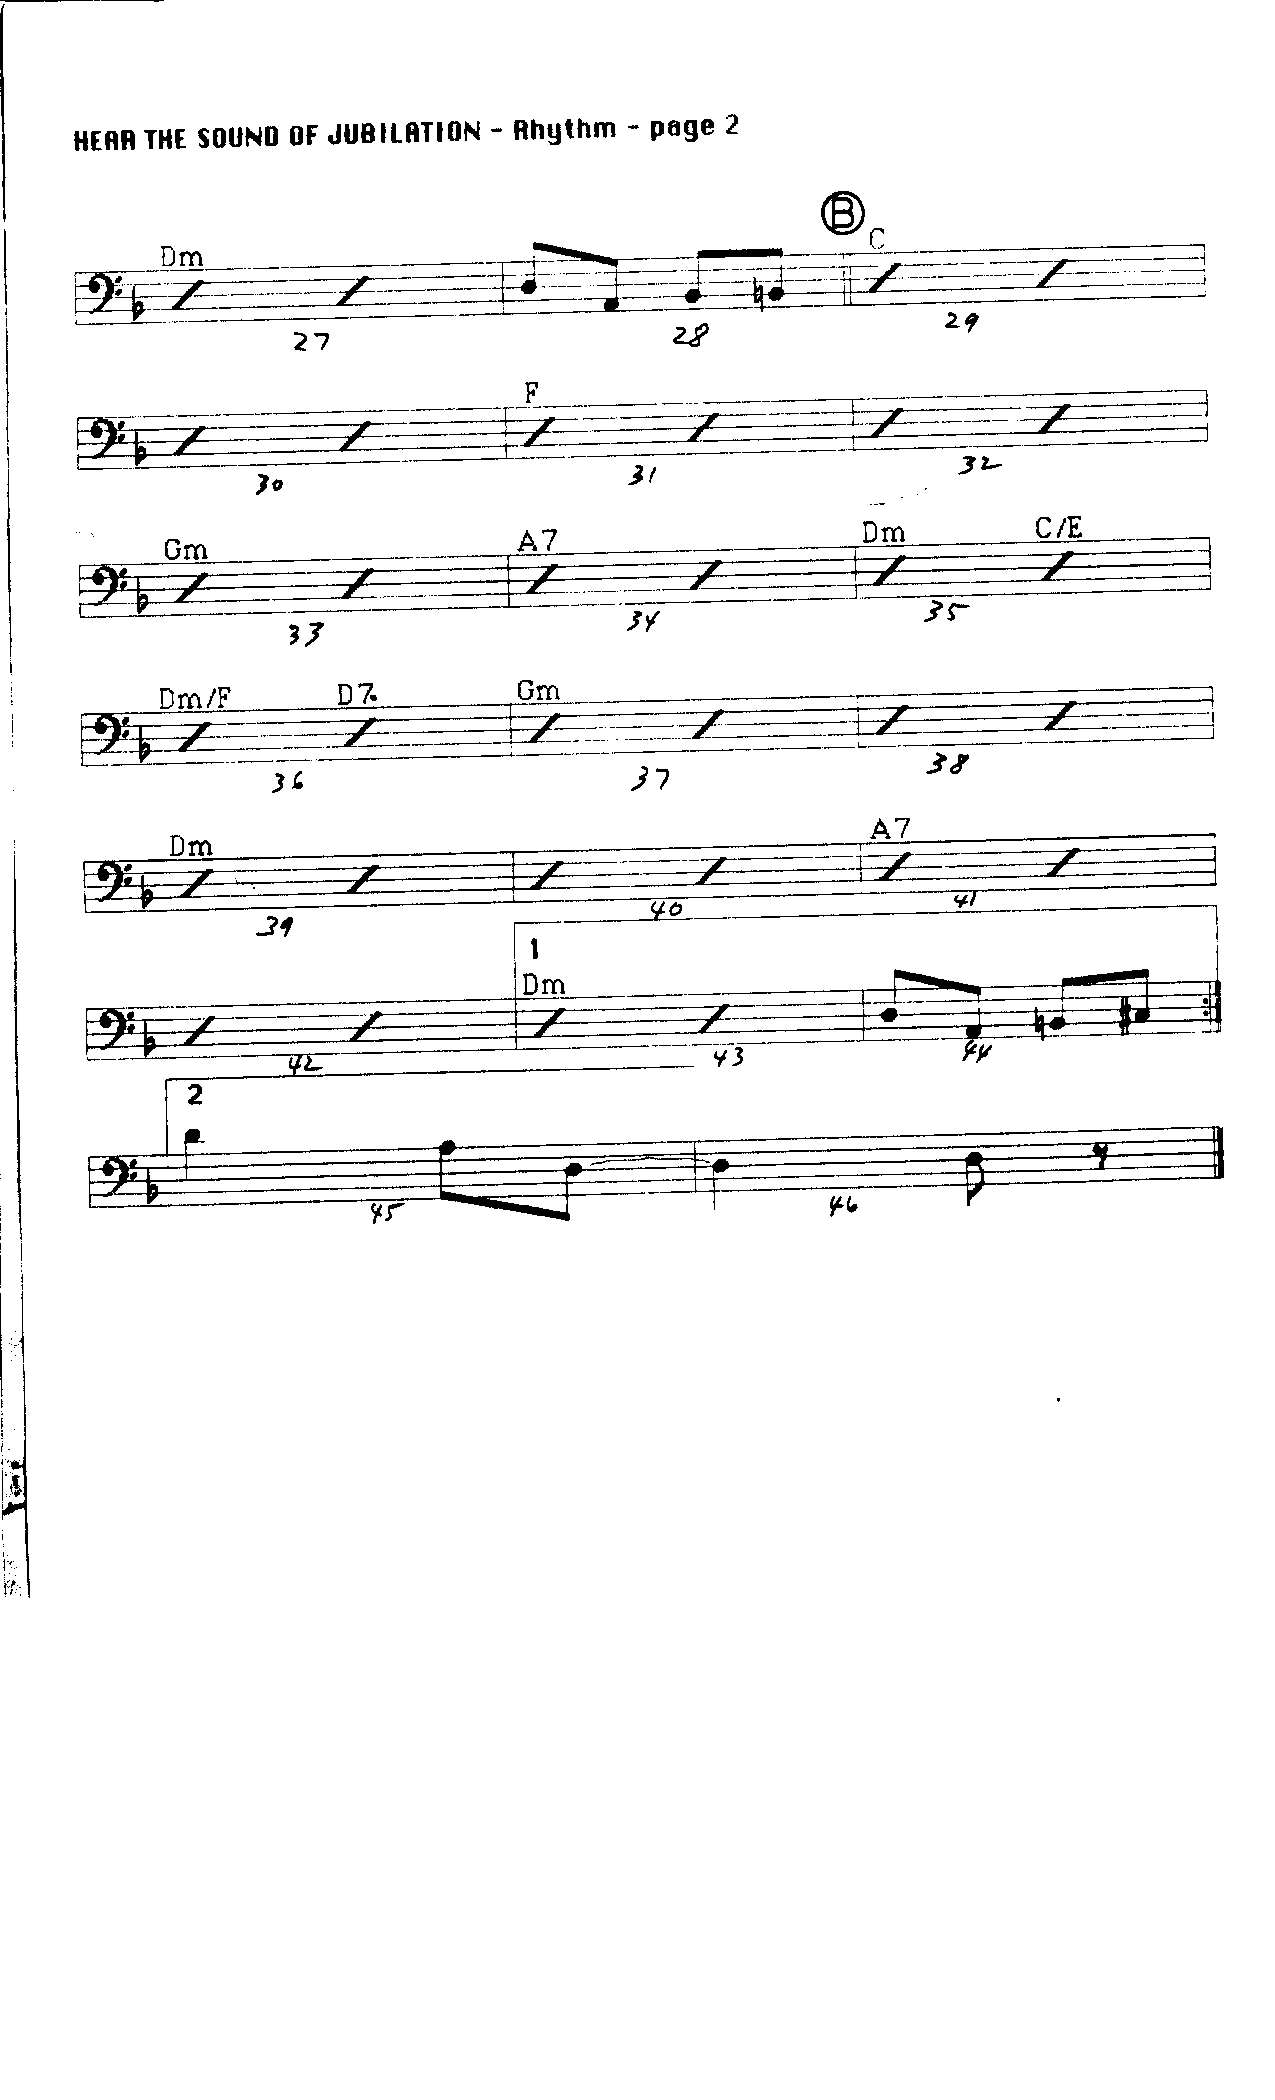 HEAR THE SOUND OF JUBILATION - Rhythm - page 2
B
Dm C
27 28 29
F
30 31 32
Gm A7 Dm C/E
33 34 35
Dm/F D7 Gm
36 37 38
Dm A7
39 40 41
1
Dm
42 43 44
2
45 46